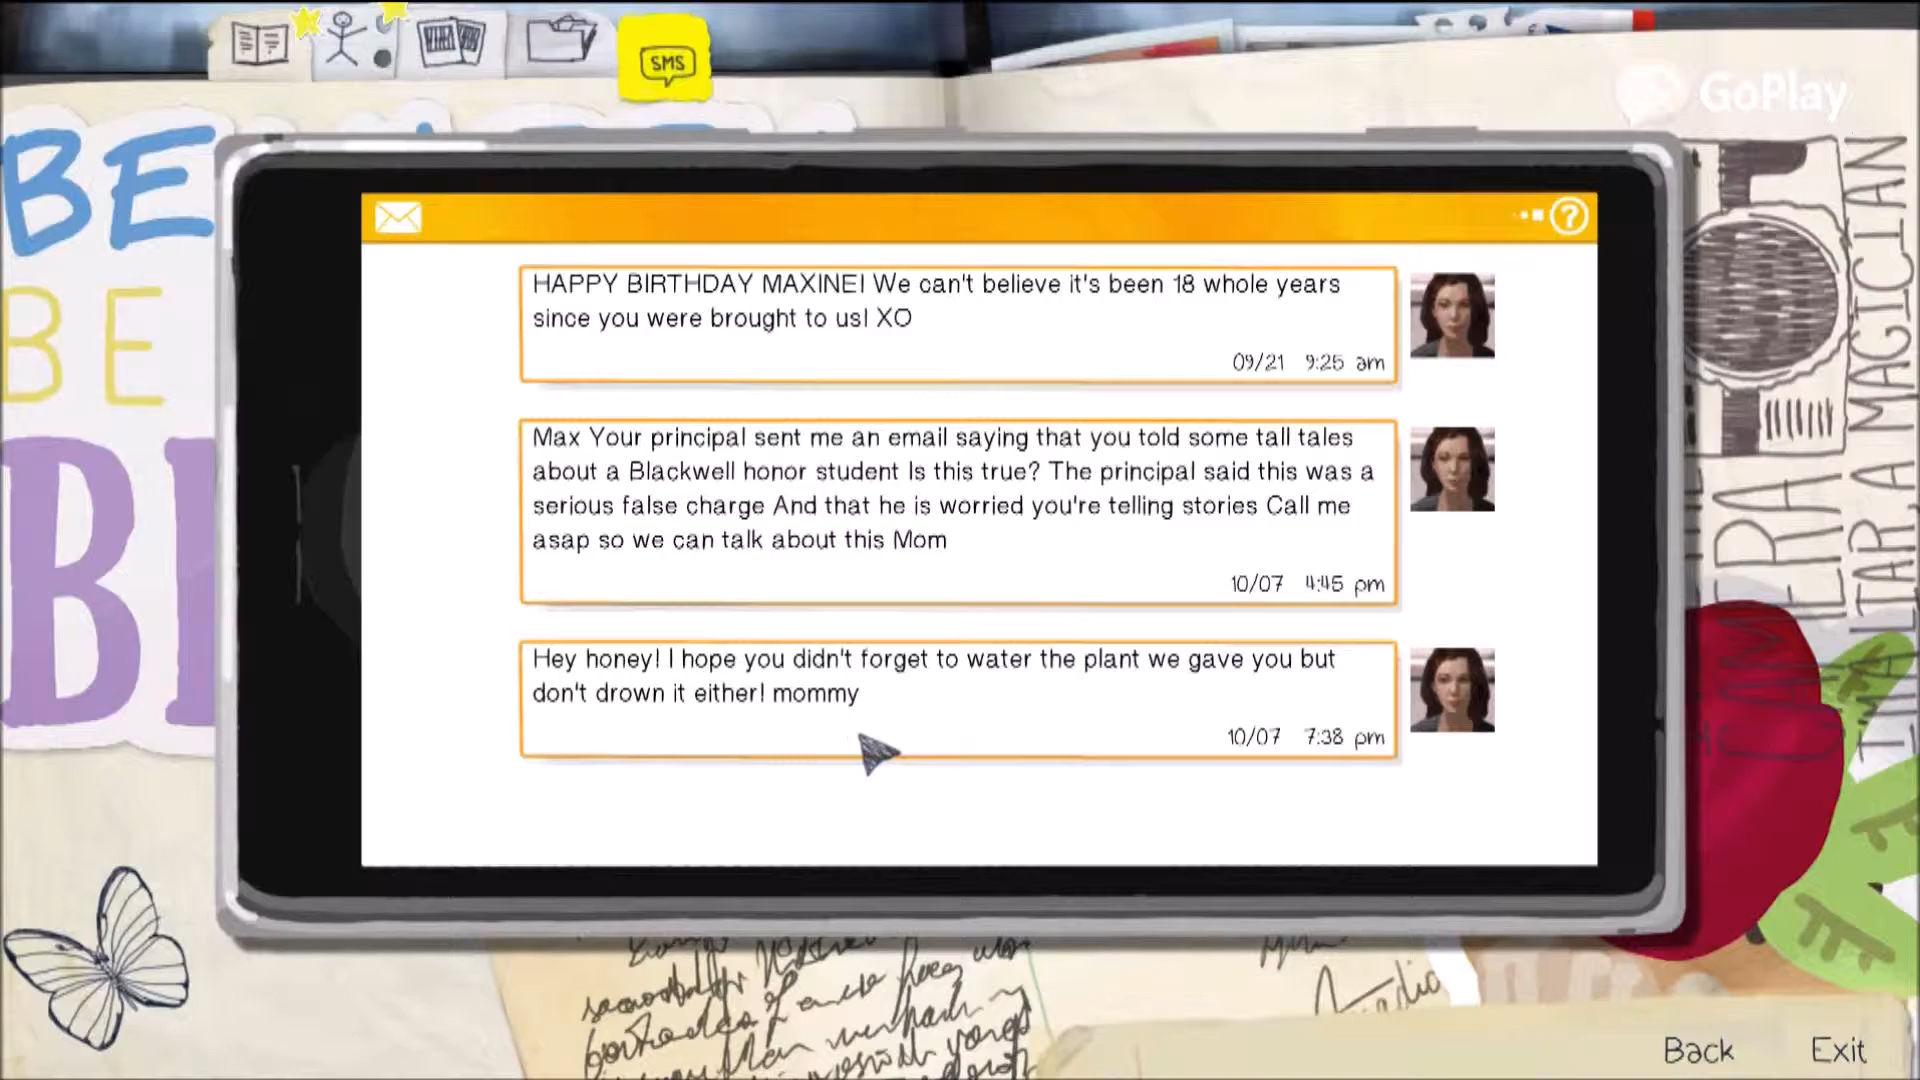 SMS
GoPlay
BE
BE
HAPPY BIRTHDAY MAXINE! We can't believe it's been 18 whole years
since you were brought to us! XO
09/21 9:25 am
Max Your principal sent me an email saying that you told some tall tales
about a Blackwell honor student Is this true? The principal said this was a
serious false charge And that he is worried you're telling stories Call me
asap so we can talk about this Mom
10/07 4:45 pm
Hey honey! I hope you didn't forget to water the plant we gave you but
don't drown it either! mommy
10/07 7:38 pm
CAMERA
MAGICIAN
Back Exit